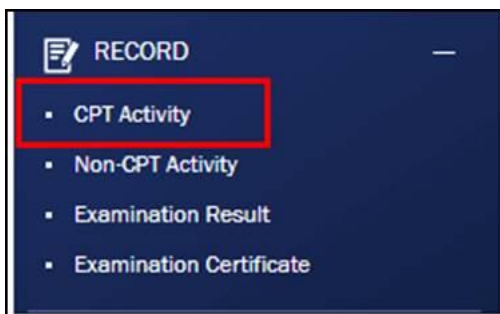 RECORD
CPT Activity
Non-CPT Activity
Examination Result
Examination Certificate